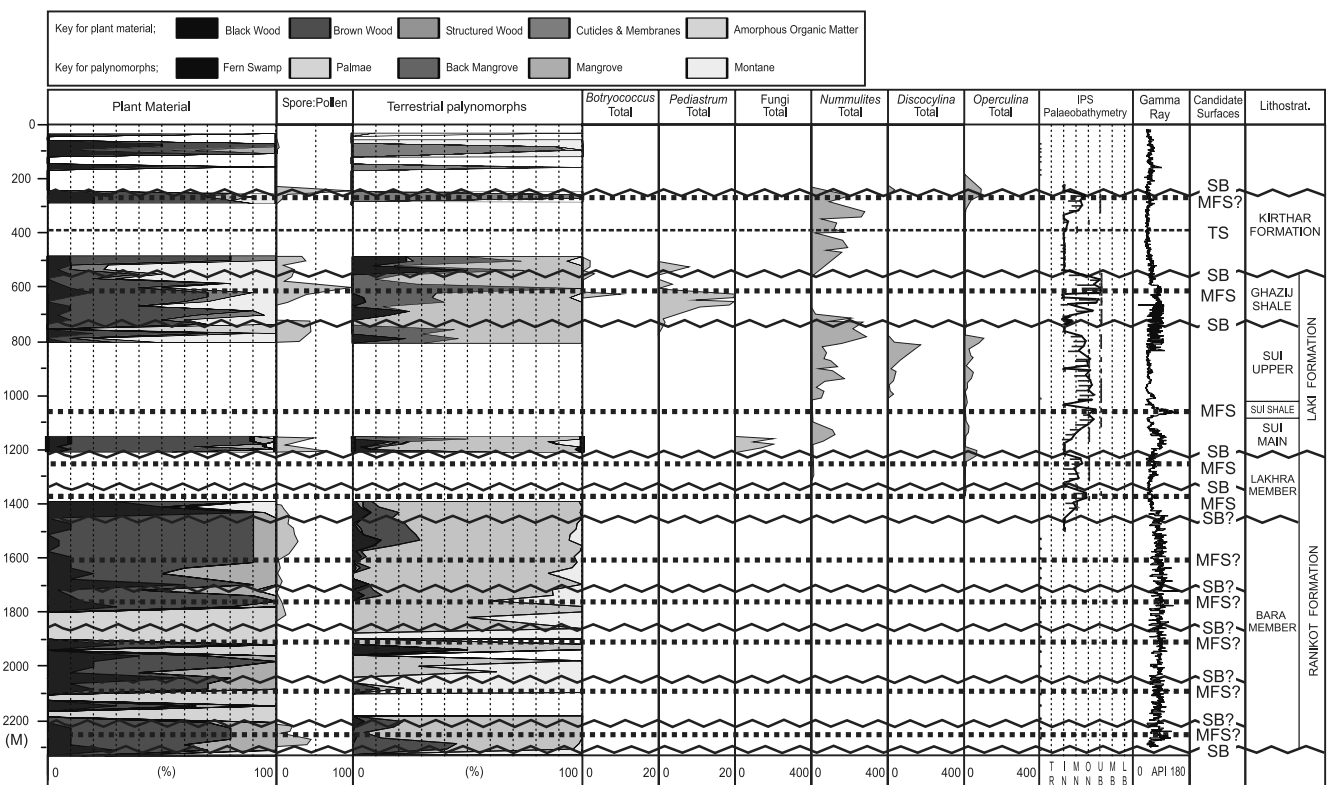 Key for plant material; Black Wood Brown Wood Structured Wood Cuticles & Membranes Amorphous Organic Matter
Key for palynomorphs; Fern Swamp Palmae Back Mangrove Mangrove Montane
Plant Material
Spore:Pollen
Terrestrial palynomorphs
Botryococcus
Total
Pediastrum
Total
Fungi
Total
Nummulites
Total
Discocylina
Total
Operculina
Total
IPS
Palaeobathymetry
Gamma
Ray
Candidate
Surfaces
Lithostrat.
0
200
400
600
800
1000
1200
1400
1600
1800
2000
2200
(M)
SB
MFS?
TS
SB
MFS
SB
MFS
SB
MFS
SB
MFS
SB?
MFS?
SB?
MFS?
SB?
MFS?
SB?
MFS?
SB?
MFS?
SB
KIRTHAR
FORMATION
GHAZIJ
SHALE
SUI
UPPER
SUI SHALE
SUI
MAIN
LAKI FORMATION
LAKHRA
MEMBER
BARA
MEMBER
RANIKOT FORMATION
0 (%) 100
0 100
0 (%) 100
0 20
0 20
0 400
0 400
0 400
0 400
T I M O U M L
R N N N B B B
0 API 180